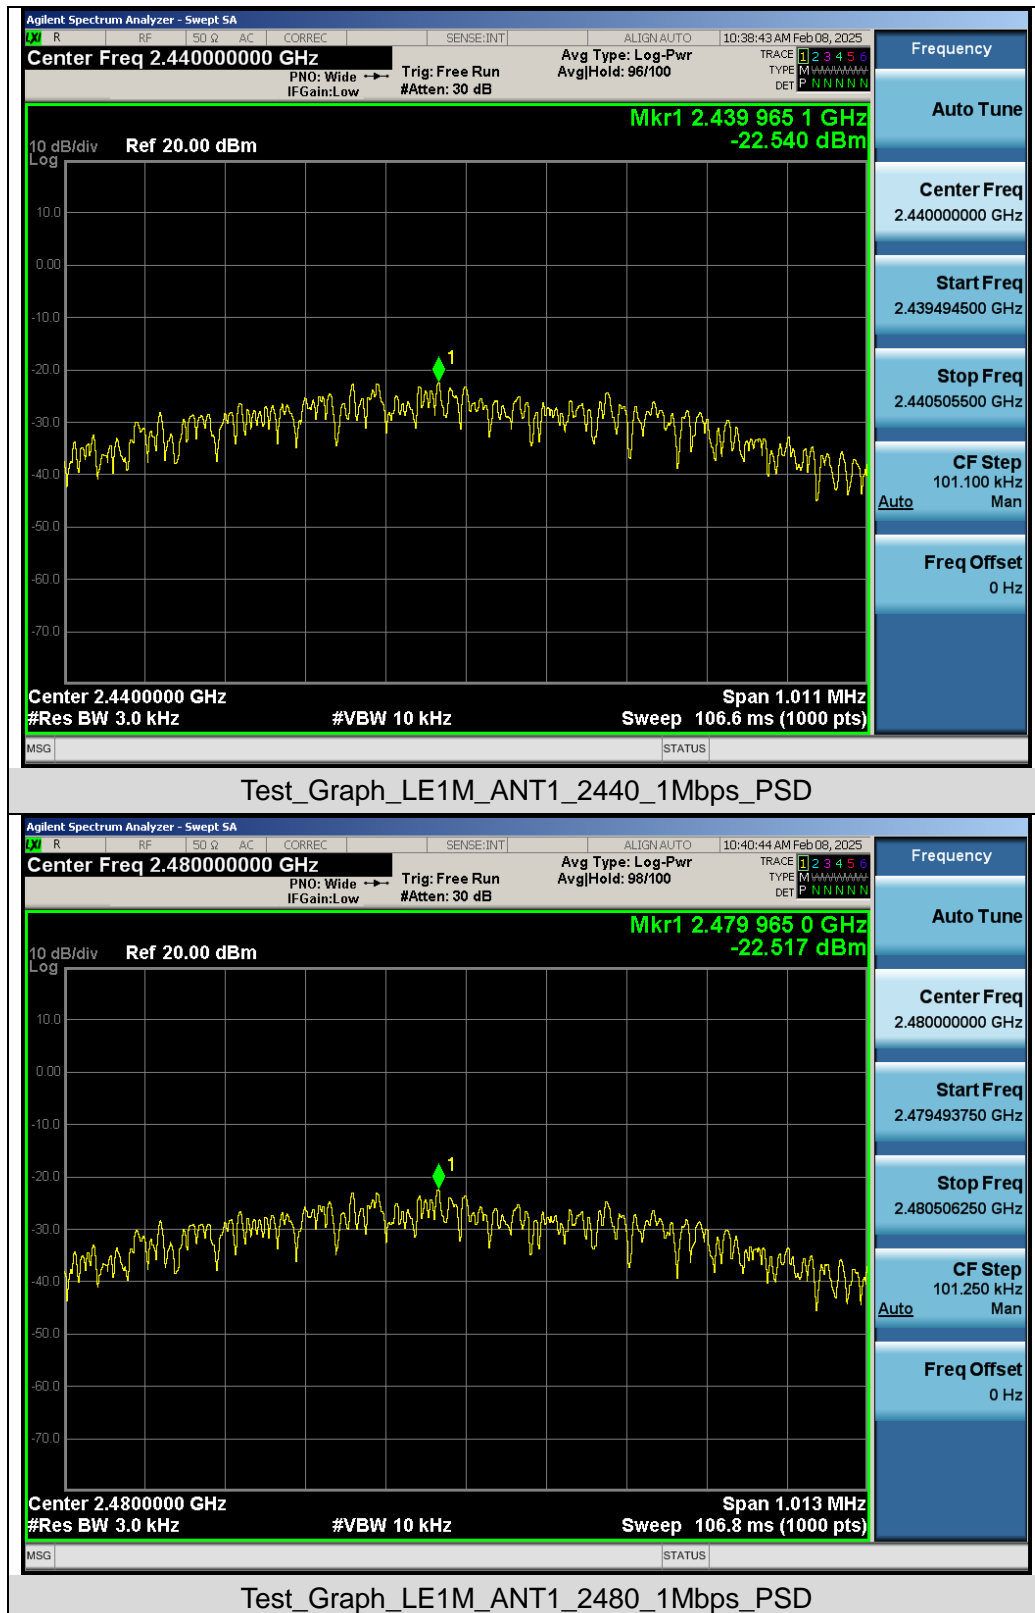 Agilent Spectrum Analyzer - Swept SA
LXI R RF 50 Ω AC CORREC SENSE:INT ALIGN AUTO 10:38:43 AM Feb 08, 2025
Center Freq 2.440000000 GHz
PNO: Wide
IFGain:Low
Trig: Free Run
#Atten: 30 dB
Avg Type: Log-Pwr
Avg|Hold: 96/100
TRACE 1 2 3 4 5 6
TYPE M
DET P N N N N N
Mkr1 2.439 965 1 GHz
-22.540 dBm
10 dB/div Ref 20.00 dBm
Log
10.0
0.00
-10.0
-20.0
-30.0
-40.0
-50.0
-60.0
-70.0
1
Center 2.4400000 GHz Span 1.011 MHz
#Res BW 3.0 kHz #VBW 10 kHz Sweep 106.6 ms (1000 pts)
MSG STATUS
Frequency
Auto Tune
Center Freq
2.440000000 GHz
Start Freq
2.439494500 GHz
Stop Freq
2.440505500 GHz
CF Step
101.100 kHz
Auto Man
Freq Offset
0 Hz
Test_Graph_LE1M_ANT1_2440_1Mbps_PSD
Agilent Spectrum Analyzer - Swept SA
LXI R RF 50 Ω AC CORREC SENSE:INT ALIGN AUTO 10:40:44 AM Feb 08, 2025
Center Freq 2.480000000 GHz
PNO: Wide
IFGain:Low
Trig: Free Run
#Atten: 30 dB
Avg Type: Log-Pwr
Avg|Hold: 98/100
TRACE 1 2 3 4 5 6
TYPE M
DET P N N N N N
Mkr1 2.479 965 0 GHz
-22.517 dBm
10 dB/div Ref 20.00 dBm
Log
10.0
0.00
-10.0
-20.0
-30.0
-40.0
-50.0
-60.0
-70.0
1
Center 2.4800000 GHz Span 1.013 MHz
#Res BW 3.0 kHz #VBW 10 kHz Sweep 106.8 ms (1000 pts)
MSG STATUS
Frequency
Auto Tune
Center Freq
2.480000000 GHz
Start Freq
2.479493750 GHz
Stop Freq
2.480506250 GHz
CF Step
101.250 kHz
Auto Man
Freq Offset
0 Hz
Test_Graph_LE1M_ANT1_2480_1Mbps_PSD